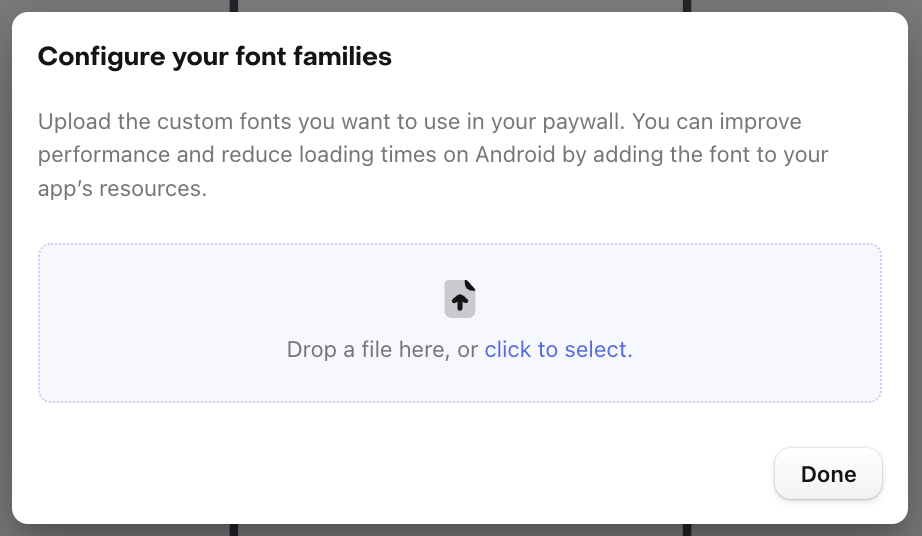 Configure your font families
Upload the custom fonts you want to use in your paywall. You can improve
performance and reduce loading times on Android by adding the font to your
app’s resources.
Drop a file here, or click to select.
Done